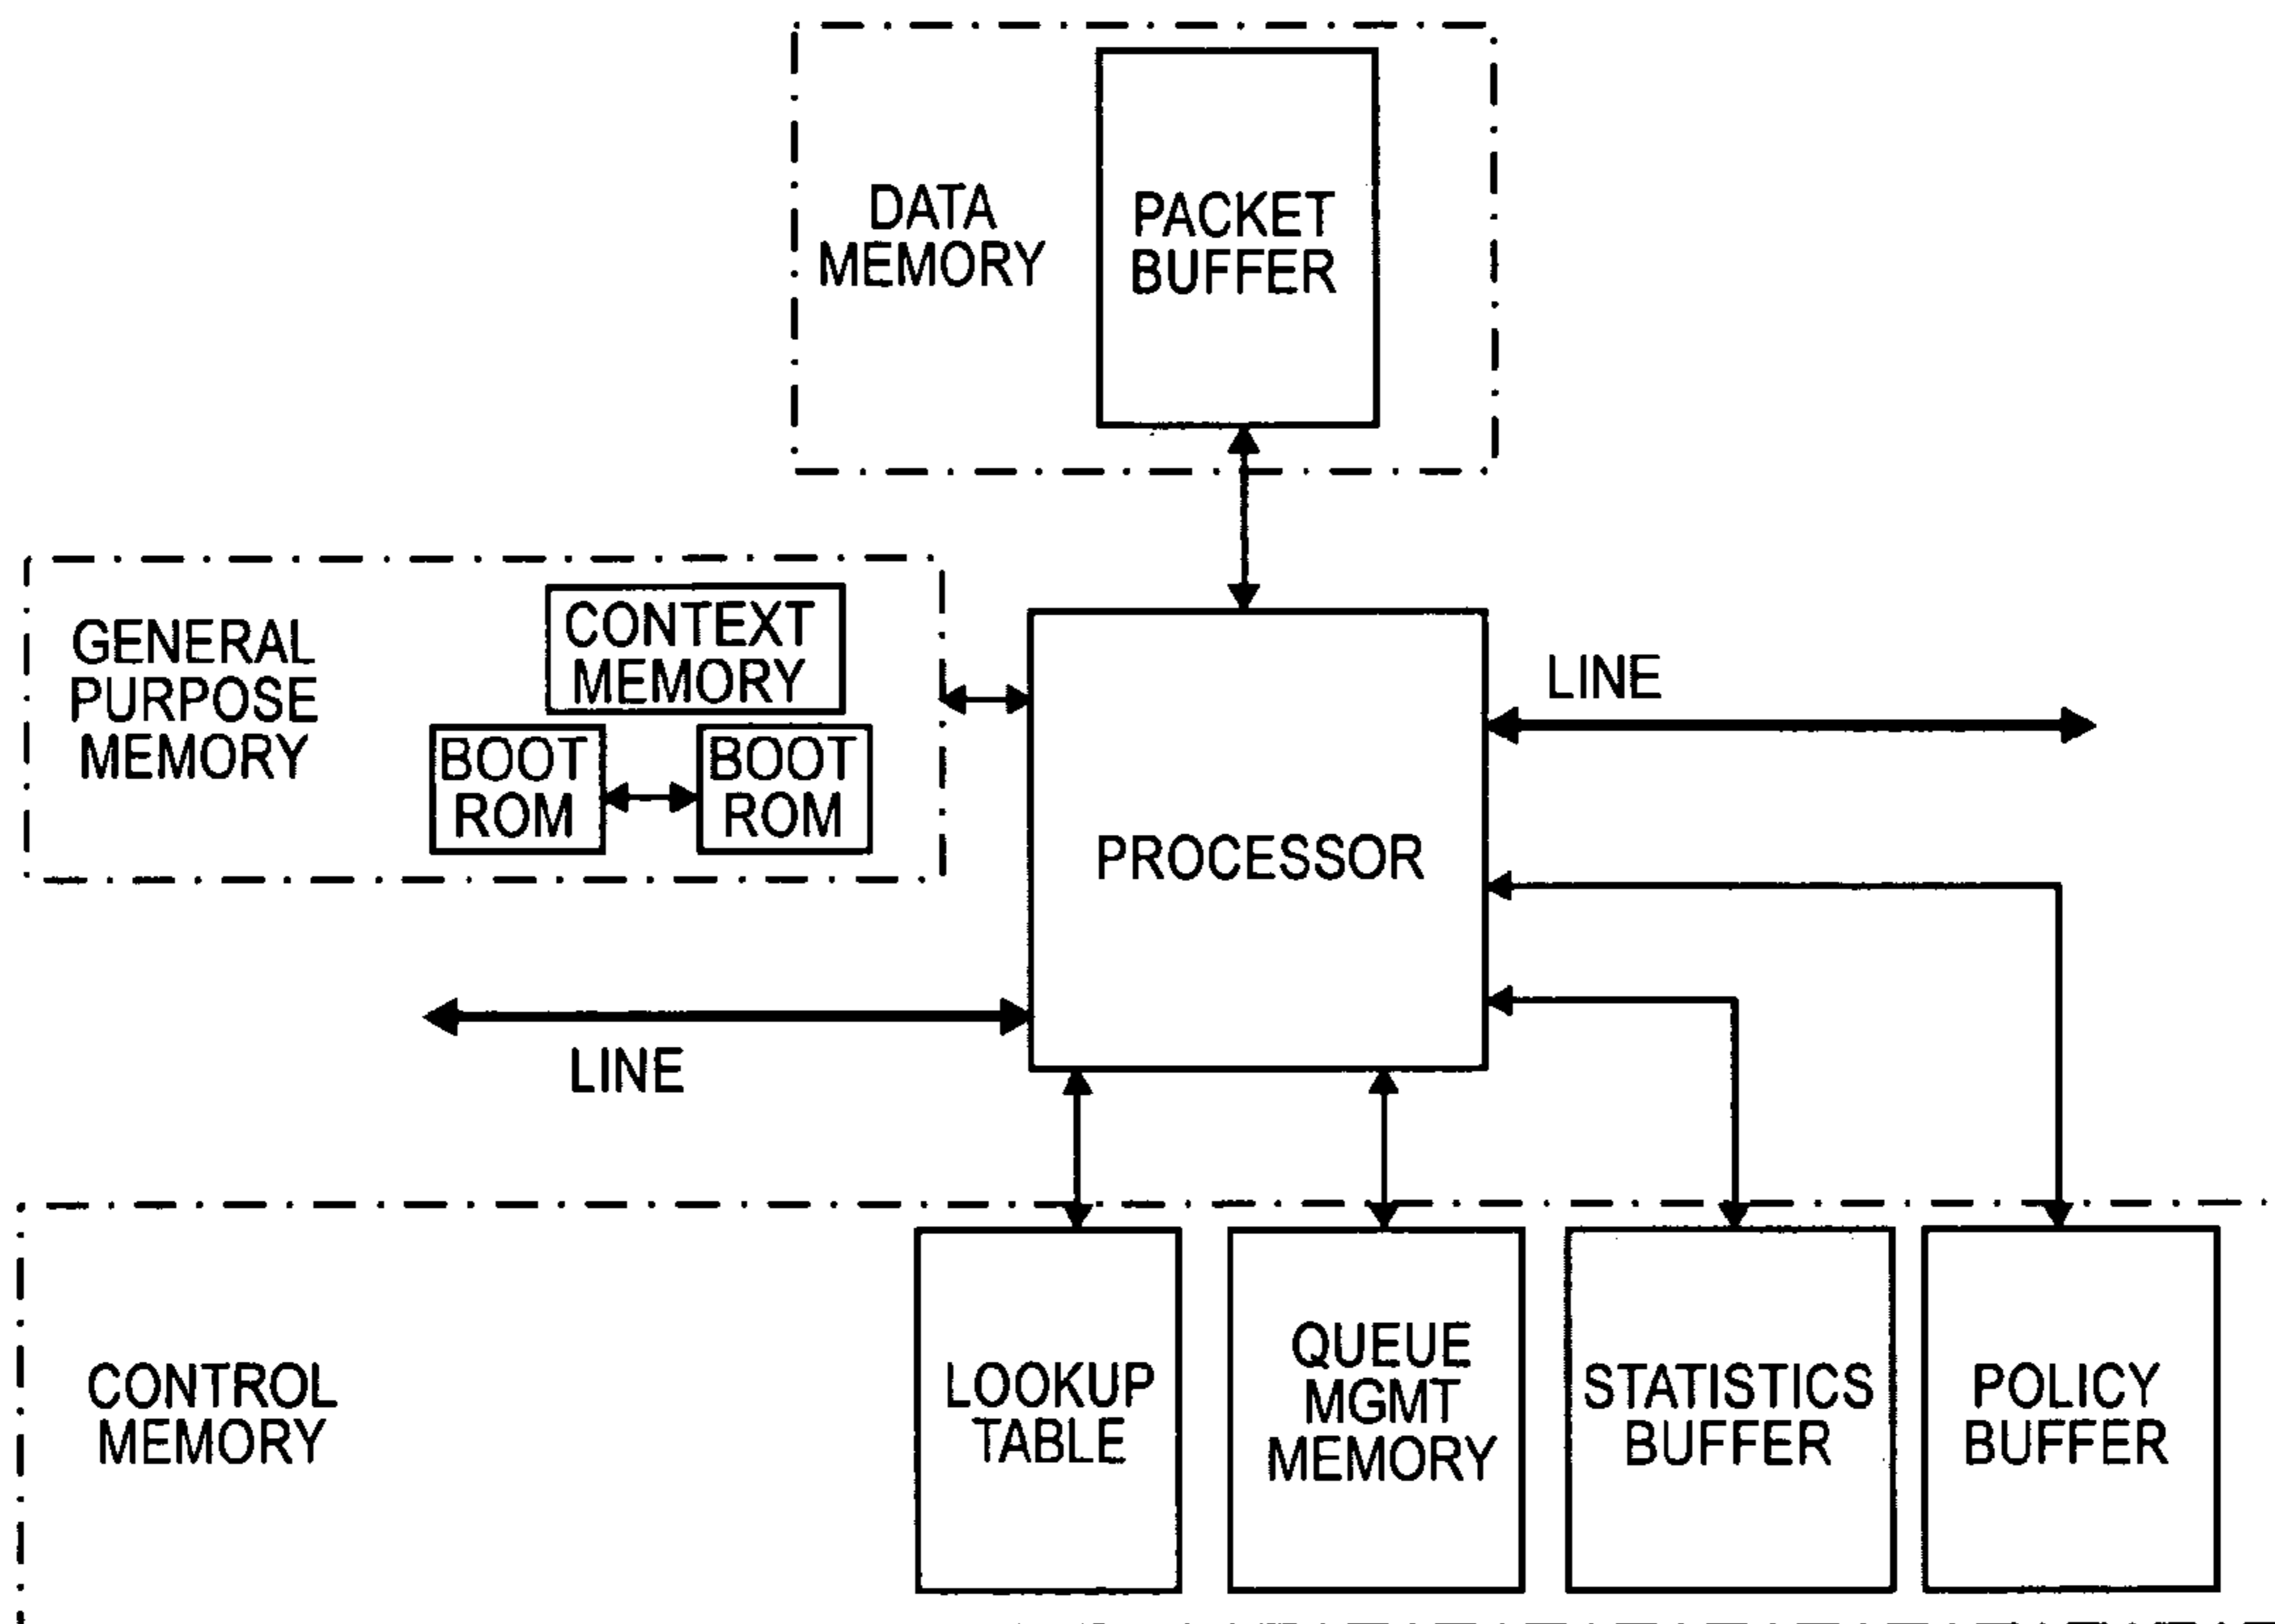 DATA
MEMORY
PACKET
BUFFER
GENERAL
PURPOSE
MEMORY
CONTEXT
MEMORY
BOOT
ROM
BOOT
ROM
LINE
PROCESSOR
LINE
CONTROL
MEMORY
LOOKUP
TABLE
QUEUE
MGMT
MEMORY
STATISTICS
BUFFER
POLICY
BUFFER